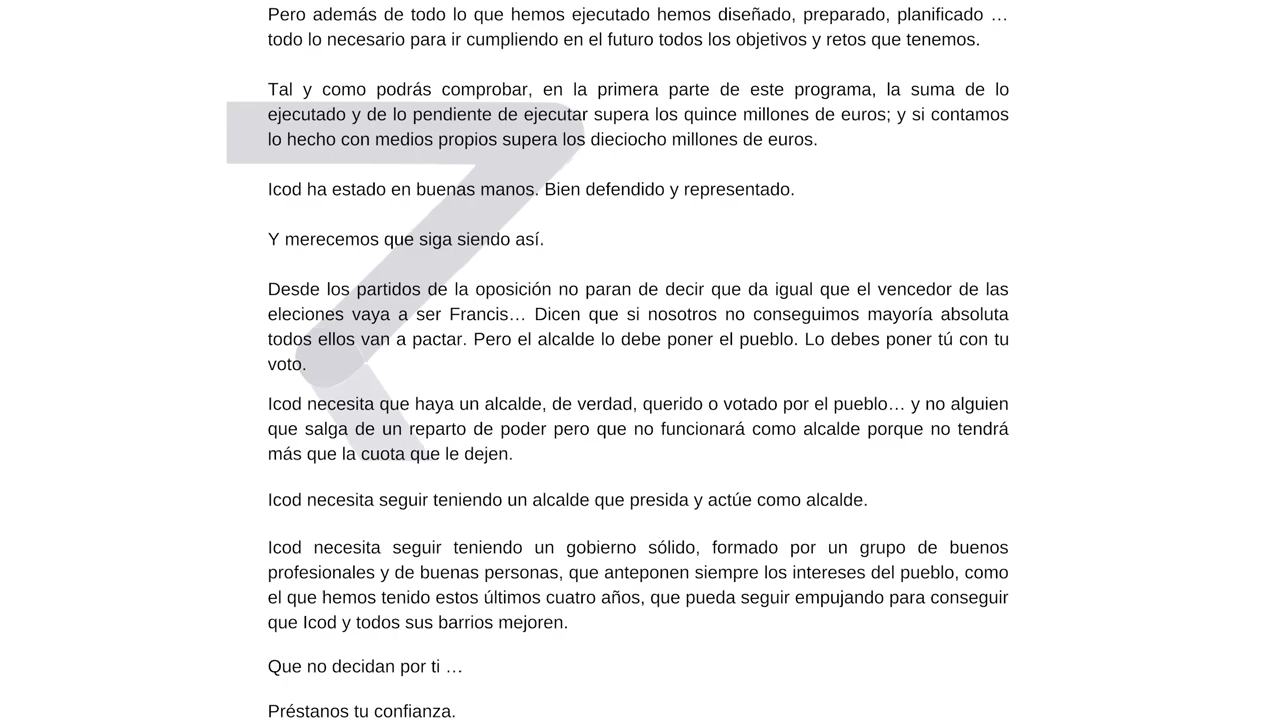 Pero además de todo lo que hemos ejecutado hemos diseñado, preparado, planificado …
todo lo necesario para ir cumpliendo en el futuro todos los objetivos y retos que tenemos.
Tal y como podrás comprobar, en la primera parte de este programa, la suma de lo
ejecutado y de lo pendiente de ejecutar supera los quince millones de euros; y si contamos
lo hecho con medios propios supera los dieciocho millones de euros.
Icod ha estado en buenas manos. Bien defendido y representado.
Y merecemos que siga siendo así.
Desde los partidos de la oposición no paran de decir que da igual que el vencedor de las
eleciones vaya a ser Francis… Dicen que si nosotros no conseguimos mayoría absoluta
todos ellos van a pactar. Pero el alcalde lo debe poner el pueblo. Lo debes poner tú con tu
voto.
Icod necesita que haya un alcalde, de verdad, querido o votado por el pueblo… y no alguien
que salga de un reparto de poder pero que no funcionará como alcalde porque no tendrá
más que la cuota que le dejen.
Icod necesita seguir teniendo un alcalde que presida y actúe como alcalde.
Icod necesita seguir teniendo un gobierno sólido, formado por un grupo de buenos
profesionales y de buenas personas, que anteponen siempre los intereses del pueblo, como
el que hemos tenido estos últimos cuatro años, que pueda seguir empujando para conseguir
que Icod y todos sus barrios mejoren.
Que no decidan por ti …
Préstanos tu confianza.